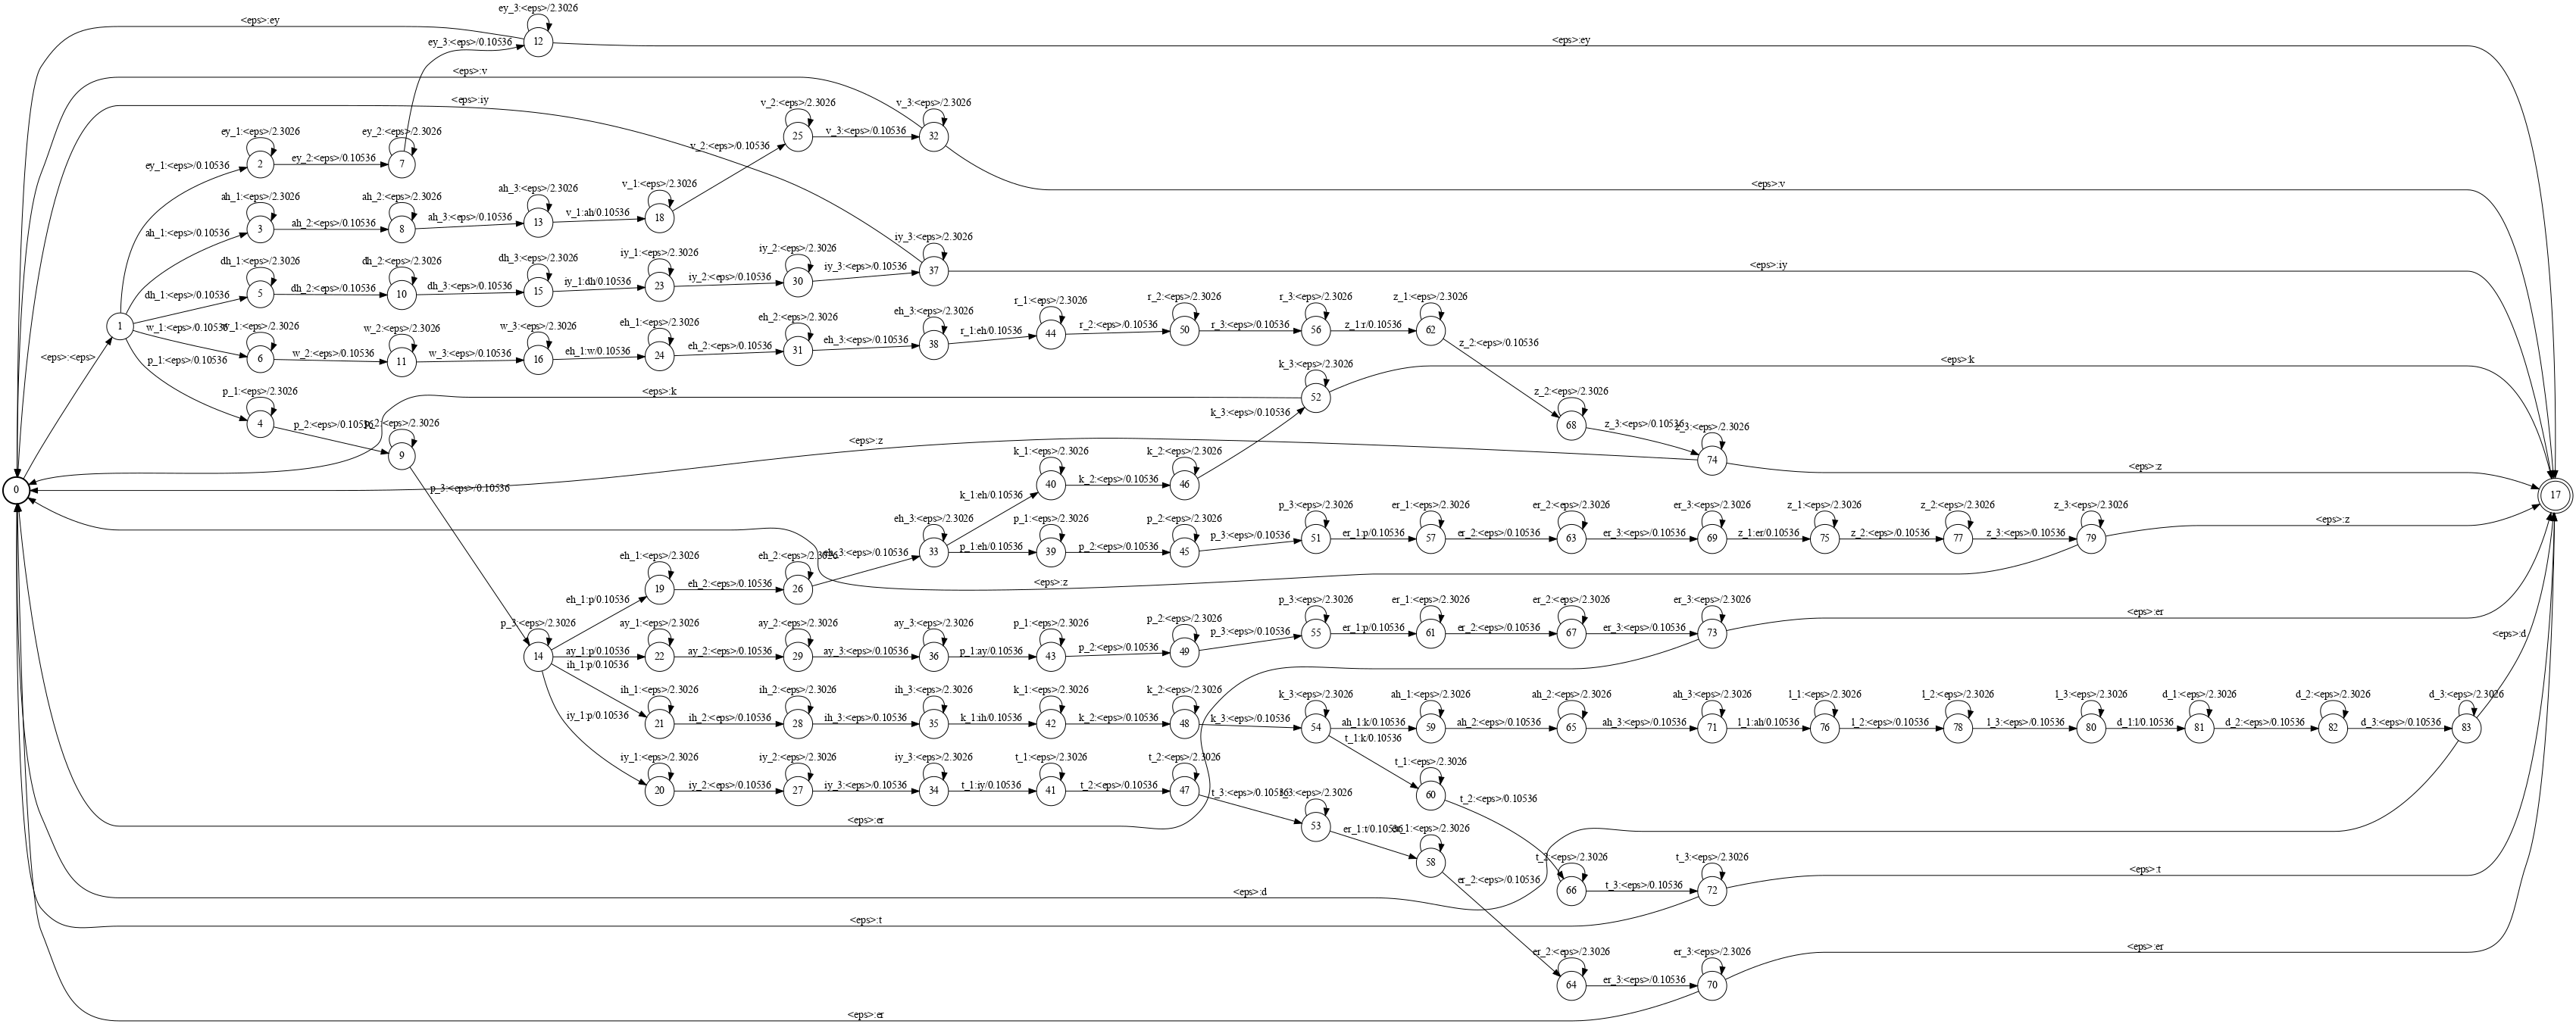 <eps>:ey
ey_3:<eps>/2.3026
ey_3:<eps>/0.10536
12
<eps>:ey
<eps>:v
<eps>:iy
v_2:<eps>/2.3026
25
v_3:<eps>/0.10536
v_3:<eps>/2.3026
32
<eps>:v
ey_1:<eps>/2.3026
ey_1:<eps>/0.10536
2
ey_2:<eps>/0.10536
ey_2:<eps>/2.3026
7
v_2:<eps>/0.10536
ah_1:<eps>/2.3026
ah_1:<eps>/0.10536
3
ah_2:<eps>/0.10536
ah_2:<eps>/2.3026
8
ah_3:<eps>/0.10536
ah_3:<eps>/2.3026
13
v_1:ah/0.10536
v_1:<eps>/2.3026
18
dh_1:<eps>/2.3026
dh_1:<eps>/0.10536
5
dh_2:<eps>/0.10536
dh_2:<eps>/2.3026
10
dh_3:<eps>/0.10536
dh_3:<eps>/2.3026
15
iy_1:dh/0.10536
iy_1:<eps>/2.3026
23
iy_2:<eps>/0.10536
iy_2:<eps>/2.3026
30
iy_3:<eps>/0.10536
iy_3:<eps>/2.3026
37
<eps>:iy
1
<eps>:<eps>
w_1:<eps>/0.10536
w_1:<eps>/2.3026
6
w_2:<eps>/0.10536
w_2:<eps>/2.3026
11
w_3:<eps>/0.10536
w_3:<eps>/2.3026
16
eh_1:w/0.10536
eh_1:<eps>/2.3026
24
eh_2:<eps>/0.10536
eh_2:<eps>/2.3026
31
eh_3:<eps>/0.10536
eh_3:<eps>/2.3026
38
r_1:eh/0.10536
r_1:<eps>/2.3026
44
r_2:<eps>/0.10536
r_2:<eps>/2.3026
50
r_3:<eps>/0.10536
r_3:<eps>/2.3026
56
z_1:r/0.10536
z_1:<eps>/2.3026
62
z_2:<eps>/0.10536
p_1:<eps>/0.10536
p_1:<eps>/2.3026
4
p_2:<eps>/0.10536
p_2:<eps>/2.3026
9
<eps>:k
k_3:<eps>/2.3026
52
<eps>:k
k_3:<eps>/0.10536
z_2:<eps>/2.3026
68
z_3:<eps>/0.10536
z_3:<eps>/2.3026
74
<eps>:z
<eps>:z
0
p_3:<eps>/0.10536
k_1:eh/0.10536
k_1:<eps>/2.3026
40
k_2:<eps>/0.10536
k_2:<eps>/2.3026
46
17
eh_3:<eps>/2.3026
33
p_1:eh/0.10536
p_1:<eps>/2.3026
39
p_2:<eps>/0.10536
p_2:<eps>/2.3026
45
p_3:<eps>/0.10536
p_3:<eps>/2.3026
51
er_1:p/0.10536
er_1:<eps>/2.3026
57
er_2:<eps>/0.10536
er_2:<eps>/2.3026
63
er_3:<eps>/0.10536
er_3:<eps>/2.3026
69
z_1:er/0.10536
z_1:<eps>/2.3026
75
z_2:<eps>/0.10536
z_2:<eps>/2.3026
77
z_3:<eps>/0.10536
z_3:<eps>/2.3026
79
<eps>:z
<eps>:z
eh_1:p/0.10536
eh_1:<eps>/2.3026
19
eh_2:<eps>/0.10536
eh_2:<eps>/2.3026
26
eh_3:<eps>/0.10536
p_3:<eps>/2.3026
14
ay_1:p/0.10536
ay_1:<eps>/2.3026
22
ay_2:<eps>/0.10536
ay_2:<eps>/2.3026
29
ay_3:<eps>/0.10536
ay_3:<eps>/2.3026
36
p_1:ay/0.10536
p_1:<eps>/2.3026
43
p_2:<eps>/0.10536
p_2:<eps>/2.3026
49
p_3:<eps>/0.10536
p_3:<eps>/2.3026
55
er_1:p/0.10536
er_1:<eps>/2.3026
61
er_2:<eps>/0.10536
er_2:<eps>/2.3026
67
er_3:<eps>/0.10536
er_3:<eps>/2.3026
73
<eps>:er
<eps>:d
ih_1:p/0.10536
ih_1:<eps>/2.3026
21
ih_2:<eps>/0.10536
ih_2:<eps>/2.3026
28
ih_3:<eps>/0.10536
ih_3:<eps>/2.3026
35
k_1:ih/0.10536
k_1:<eps>/2.3026
42
k_2:<eps>/0.10536
k_2:<eps>/2.3026
48
k_3:<eps>/0.10536
k_3:<eps>/2.3026
54
ah_1:k/0.10536
ah_1:<eps>/2.3026
59
ah_2:<eps>/0.10536
ah_2:<eps>/2.3026
65
ah_3:<eps>/0.10536
ah_3:<eps>/2.3026
71
l_1:ah/0.10536
l_1:<eps>/2.3026
76
l_2:<eps>/0.10536
l_2:<eps>/2.3026
78
l_3:<eps>/0.10536
l_3:<eps>/2.3026
80
d_1:l/0.10536
d_1:<eps>/2.3026
81
d_2:<eps>/0.10536
d_2:<eps>/2.3026
82
d_3:<eps>/0.10536
d_3:<eps>/2.3026
83
iy_1:p/0.10536
iy_1:<eps>/2.3026
20
iy_2:<eps>/0.10536
iy_2:<eps>/2.3026
27
iy_3:<eps>/0.10536
iy_3:<eps>/2.3026
34
t_1:iy/0.10536
t_1:<eps>/2.3026
41
t_2:<eps>/0.10536
t_2:<eps>/2.3026
47
t_1:k/0.10536
t_1:<eps>/2.3026
60
t_2:<eps>/0.10536
t_3:<eps>/0.10536
t_3:<eps>/2.3026
53
<eps>:er
er_1:t/0.10536
er_1:<eps>/2.3026
58
er_2:<eps>/0.10536
t_2:<eps>/2.3026
66
t_3:<eps>/0.10536
t_3:<eps>/2.3026
72
<eps>:t
<eps>:d
<eps>:t
er_2:<eps>/2.3026
64
er_3:<eps>/0.10536
er_3:<eps>/2.3026
70
<eps>:er
<eps>:er